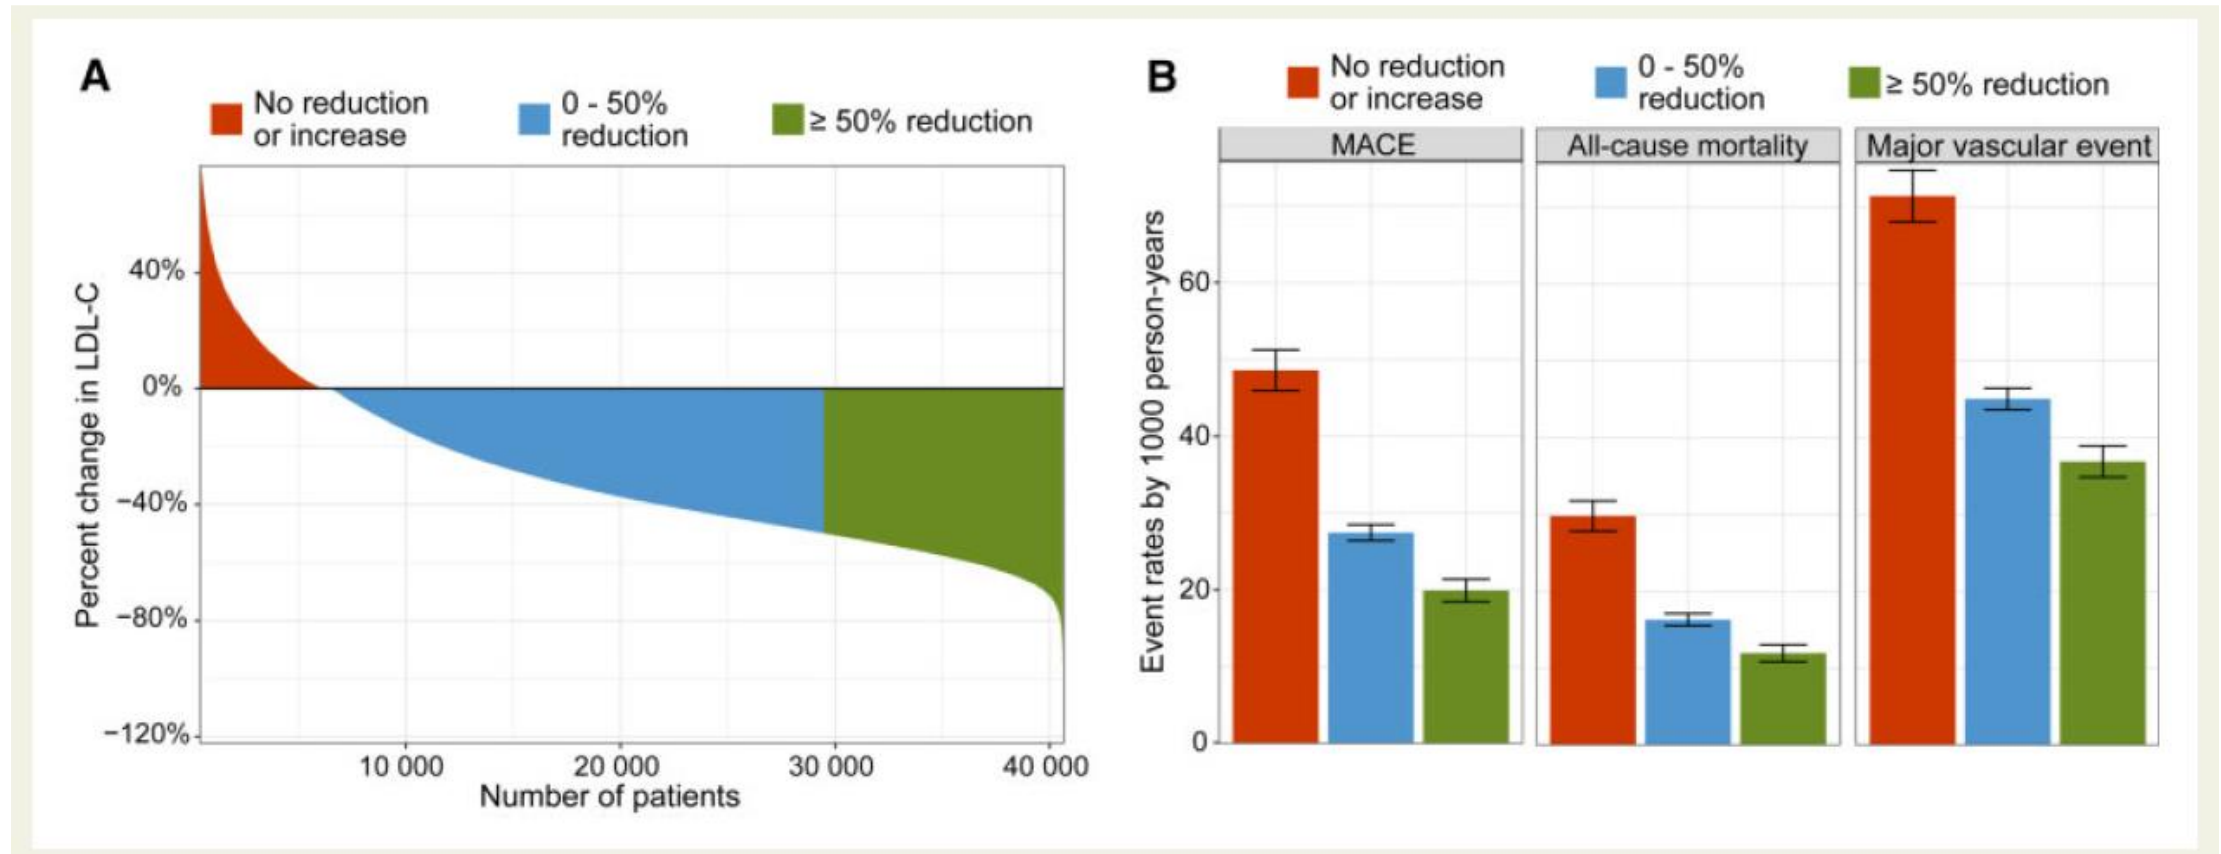 A
No reduction
or increase
0 - 50%
reduction
≥ 50% reduction
Percent change in LDL-C
40%
0%
−40%
−80%
−120%
10 000
20 000
30 000
40 000
Number of patients
B
No reduction
or increase
0 - 50%
reduction
≥ 50% reduction
MACE
All-cause mortality
Major vascular event
Event rates by 1000 person-years
60
40
20
0